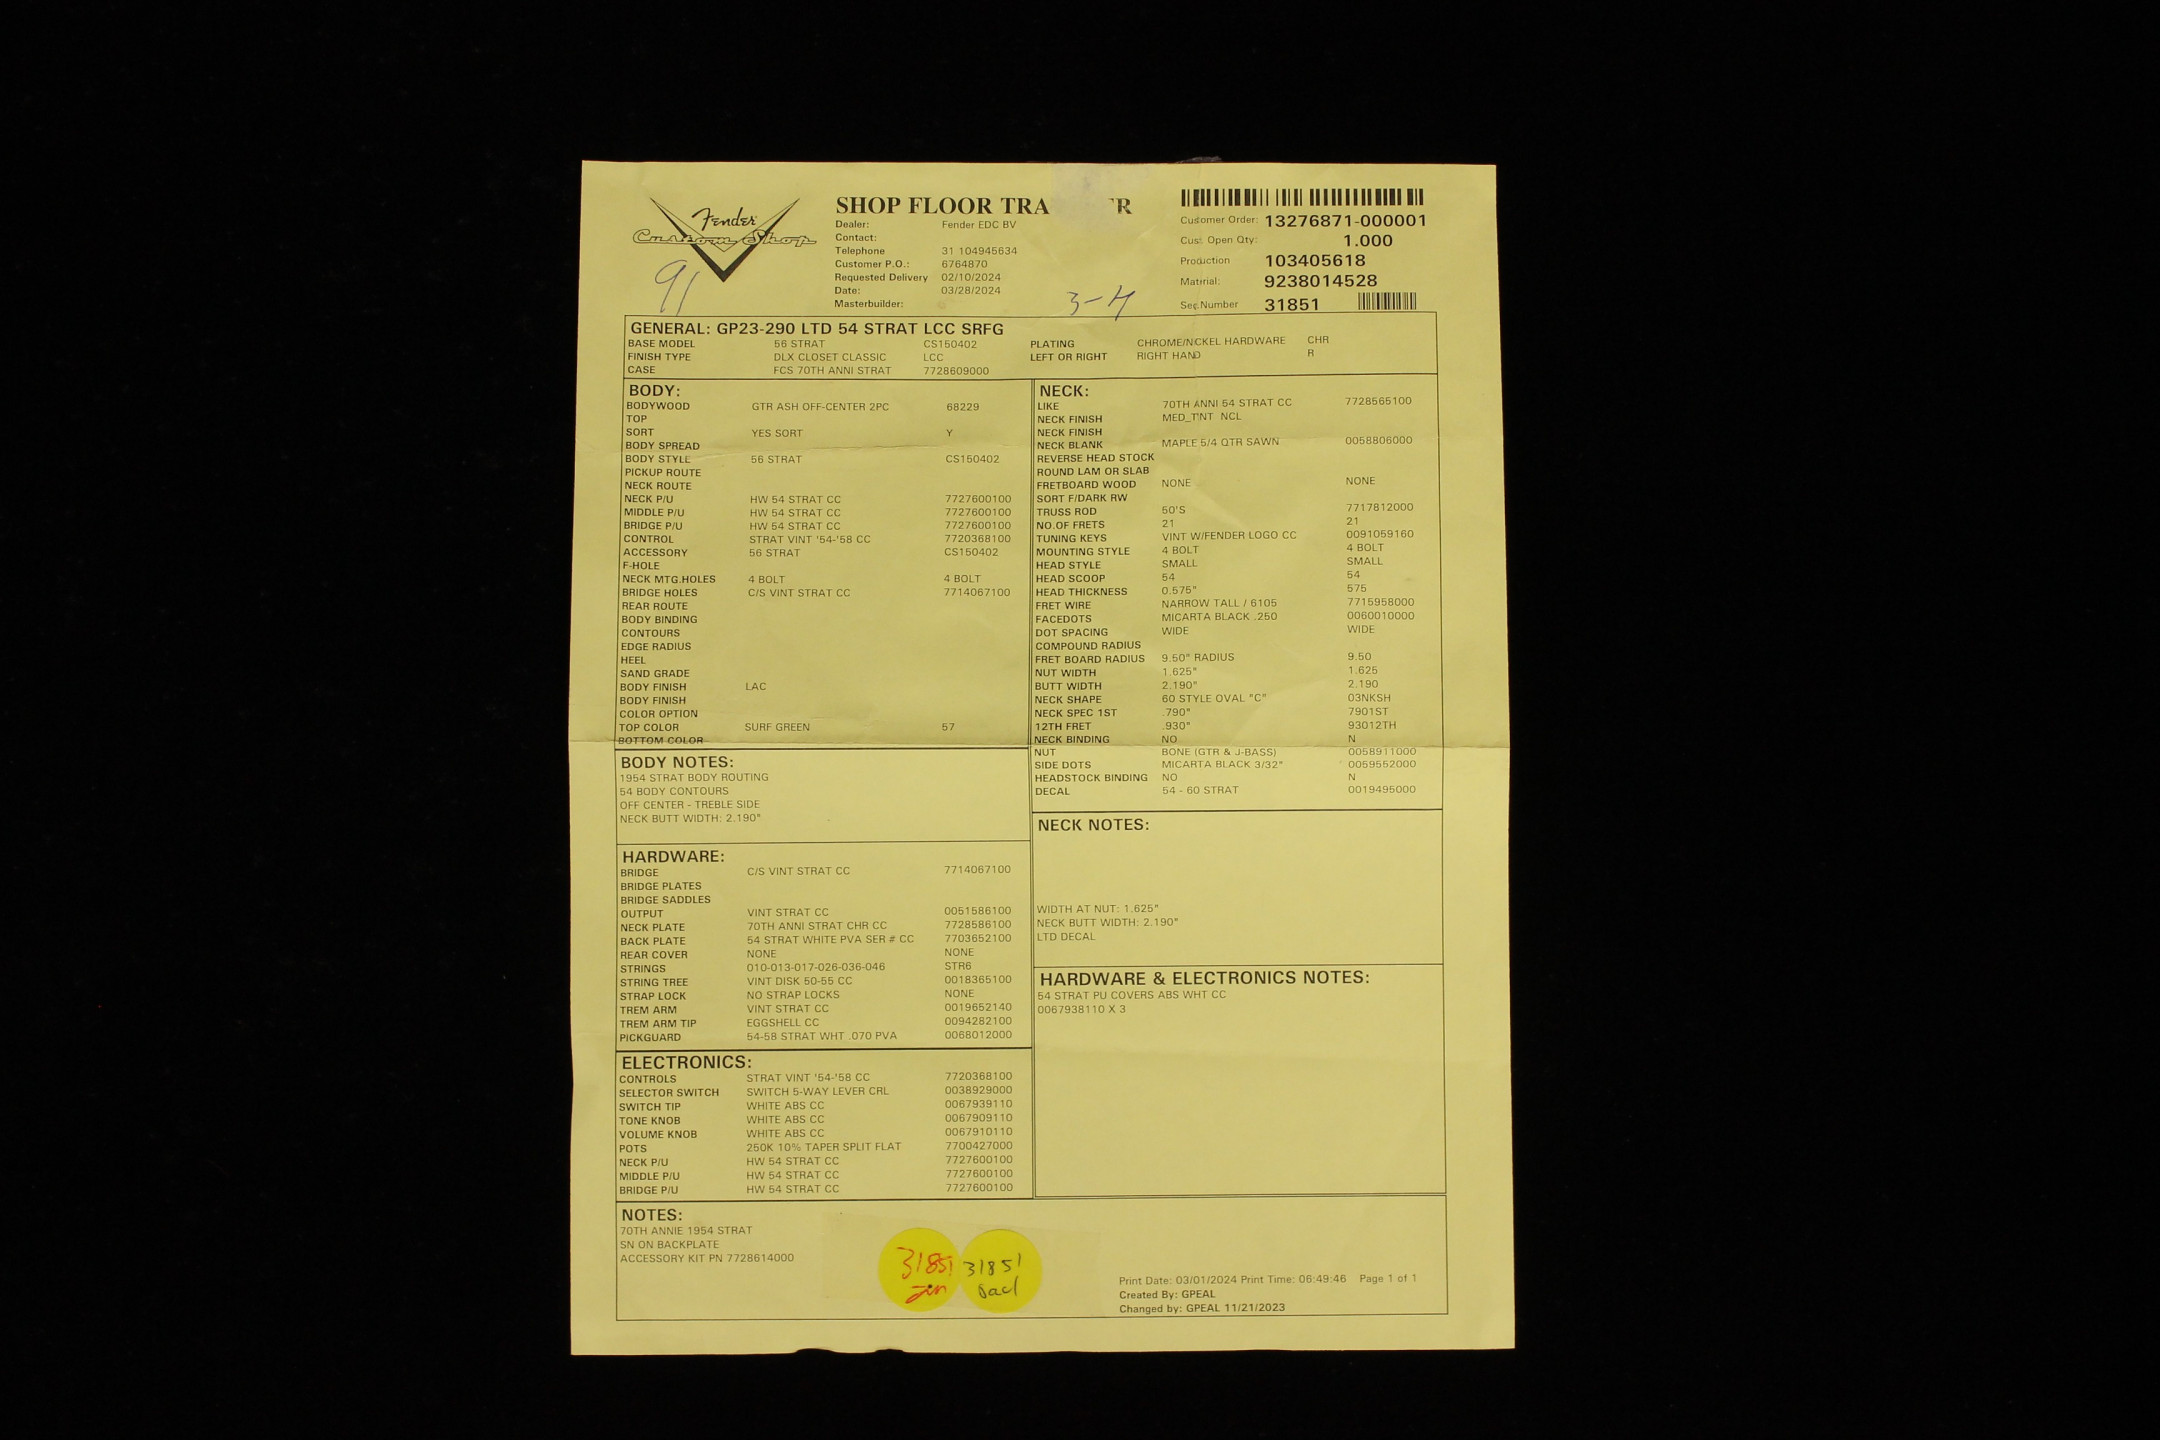 Fender
Custom Shop
91
SHOP FLOOR TRA ER
Dealer: Fender EDC BV
Contact:
Telephone 31 104945634
Customer P.O.: 6764870
Requested Delivery 02/10/2024
Date: 03/28/2024
Masterbuilder:
3-4
Customer Order: 13276871-000001
Cust. Open Qty: 1.000
Production 103405618
Material: 9238014528
Seq.Number 31851
GENERAL: GP23-290 LTD 54 STRAT LCC SRFG
BASE MODEL 56 STRAT CS150402 PLATING CHROME/NCKEL HARDWARE CHR
FINISH TYPE DLX CLOSET CLASSIC LCC LEFT OR RIGHT RIGHT HAND R
CASE FCS 70TH ANNI STRAT 7728609000
BODY:
BODYWOOD GTR ASH OFF-CENTER 2PC 68229
TOP
SORT YES SORT Y
BODY SPREAD
BODY STYLE 56 STRAT CS150402
PICKUP ROUTE
NECK ROUTE
NECK P/U HW 54 STRAT CC 7727600100
MIDDLE P/U HW 54 STRAT CC 7727600100
BRIDGE P/U HW 54 STRAT CC 7727600100
CONTROL STRAT VINT '54-'58 CC 7720368100
ACCESSORY 56 STRAT CS150402
F-HOLE
NECK MTG.HOLES 4 BOLT 4 BOLT
BRIDGE HOLES C/S VINT STRAT CC 7714067100
REAR ROUTE
BODY BINDING
CONTOURS
EDGE RADIUS
HEEL
SAND GRADE
BODY FINISH LAC
BODY FINISH
COLOR OPTION
TOP COLOR SURF GREEN 57
BOTTOM COLOR
BODY NOTES:
1954 STRAT BODY ROUTING
54 BODY CONTOURS
OFF CENTER - TREBLE SIDE
NECK BUTT WIDTH: 2.190"
HARDWARE:
BRIDGE C/S VINT STRAT CC 7714067100
BRIDGE PLATES
BRIDGE SADDLES
OUTPUT VINT STRAT CC 0051586100
NECK PLATE 70TH ANNI STRAT CHR CC 7728586100
BACK PLATE 54 STRAT WHITE PVA SER # CC 7703652100
REAR COVER NONE NONE
STRINGS 010-013-017-026-036-046 STR6
STRING TREE VINT DISK 50-55 CC 0018365100
STRAP LOCK NO STRAP LOCKS NONE
TREM ARM VINT STRAT CC 0019652140
TREM ARM TIP EGGSHELL CC 0094282100
PICKGUARD 54-58 STRAT WHT .070 PVA 0068012000
ELECTRONICS:
CONTROLS STRAT VINT '54-'58 CC 7720368100
SELECTOR SWITCH SWITCH 5-WAY LEVER CRL 0038929000
SWITCH TIP WHITE ABS CC 0067939110
TONE KNOB WHITE ABS CC 0067909110
VOLUME KNOB WHITE ABS CC 0067910110
POTS 250K 10% TAPER SPLIT FLAT 7700427000
NECK P/U HW 54 STRAT CC 7727600100
MIDDLE P/U HW 54 STRAT CC 7727600100
BRIDGE P/U HW 54 STRAT CC 7727600100
NECK:
LIKE 70TH ANNI 54 STRAT CC 7728565100
NECK FINISH MED_TNT NCL
NECK FINISH
NECK BLANK MAPLE 5/4 QTR SAWN 0058806000
REVERSE HEAD STOCK
ROUND LAM OR SLAB
FRETBOARD WOOD NONE NONE
SORT F/DARK RW
TRUSS ROD 50'S 7717812000
NO.OF FRETS 21 21
TUNING KEYS VINT W/FENDER LOGO CC 0091059160
MOUNTING STYLE 4 BOLT 4 BOLT
HEAD STYLE SMALL SMALL
HEAD SCOOP 54 54
HEAD THICKNESS 0.575" 575
FRET WIRE NARROW TALL / 6105 7715958000
FACEDOTS MICARTA BLACK .250 0060010000
DOT SPACING WIDE WIDE
COMPOUND RADIUS
FRET BOARD RADIUS 9.50" RADIUS 9.50
NUT WIDTH 1.625" 1.625
BUTT WIDTH 2.190" 2.190
NECK SHAPE 60 STYLE OVAL "C" 03NKSH
NECK SPEC 1ST .790" 7901ST
12TH FRET .930" 93012TH
NECK BINDING NO N
NUT BONE (GTR & J-BASS) 0058911000
SIDE DOTS MICARTA BLACK 3/32" 0059552000
HEADSTOCK BINDING NO N
DECAL 54 - 60 STRAT 0019495000
NECK NOTES:
WIDTH AT NUT: 1.625"
NECK BUTT WIDTH: 2.190"
LTD DECAL
HARDWARE & ELECTRONICS NOTES:
54 STRAT PU COVERS ABS WHT CC
0067938110 X 3
NOTES:
70TH ANNIE 1954 STRAT
SN ON BACKPLATE
ACCESSORY KIT PN 7728614000
31851
31851
Print Date: 03/01/2024 Print Time: 06:49:46 Page 1 of 1
Created By: GPEAL
Changed by: GPEAL 11/21/2023